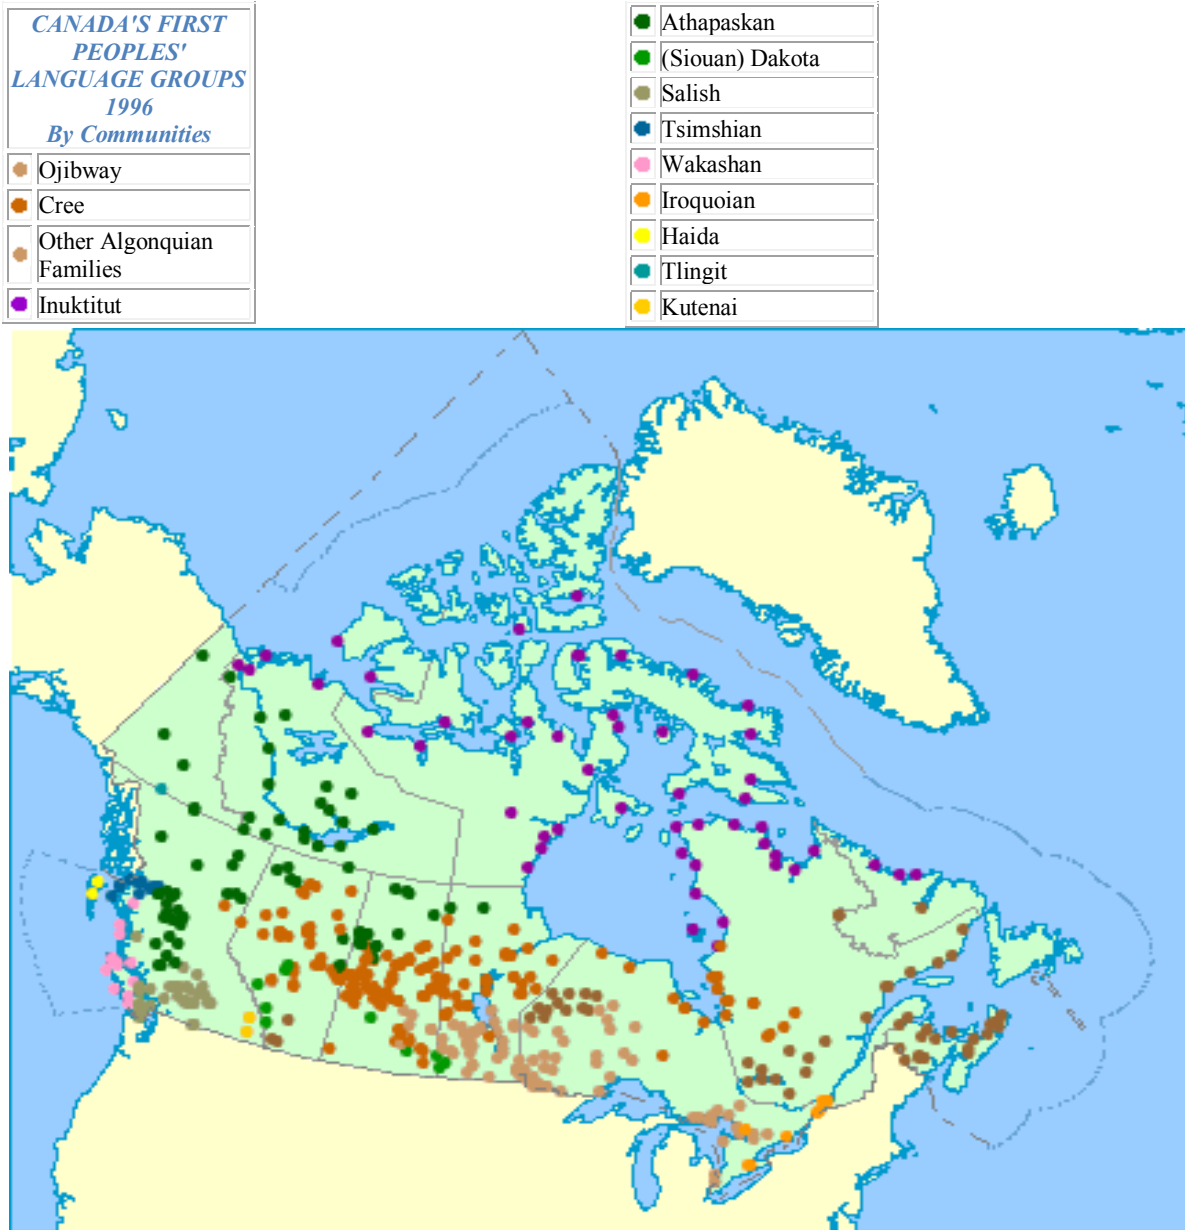 CANADA'S FIRST
PEOPLES'
LANGUAGE GROUPS
1996
By Communities
Ojibway
Cree
Other Algonquian
Families
Inuktitut
Athapaskan
(Siouan) Dakota
Salish
Tsimshian
Wakashan
Iroquoian
Haida
Tlingit
Kutenai